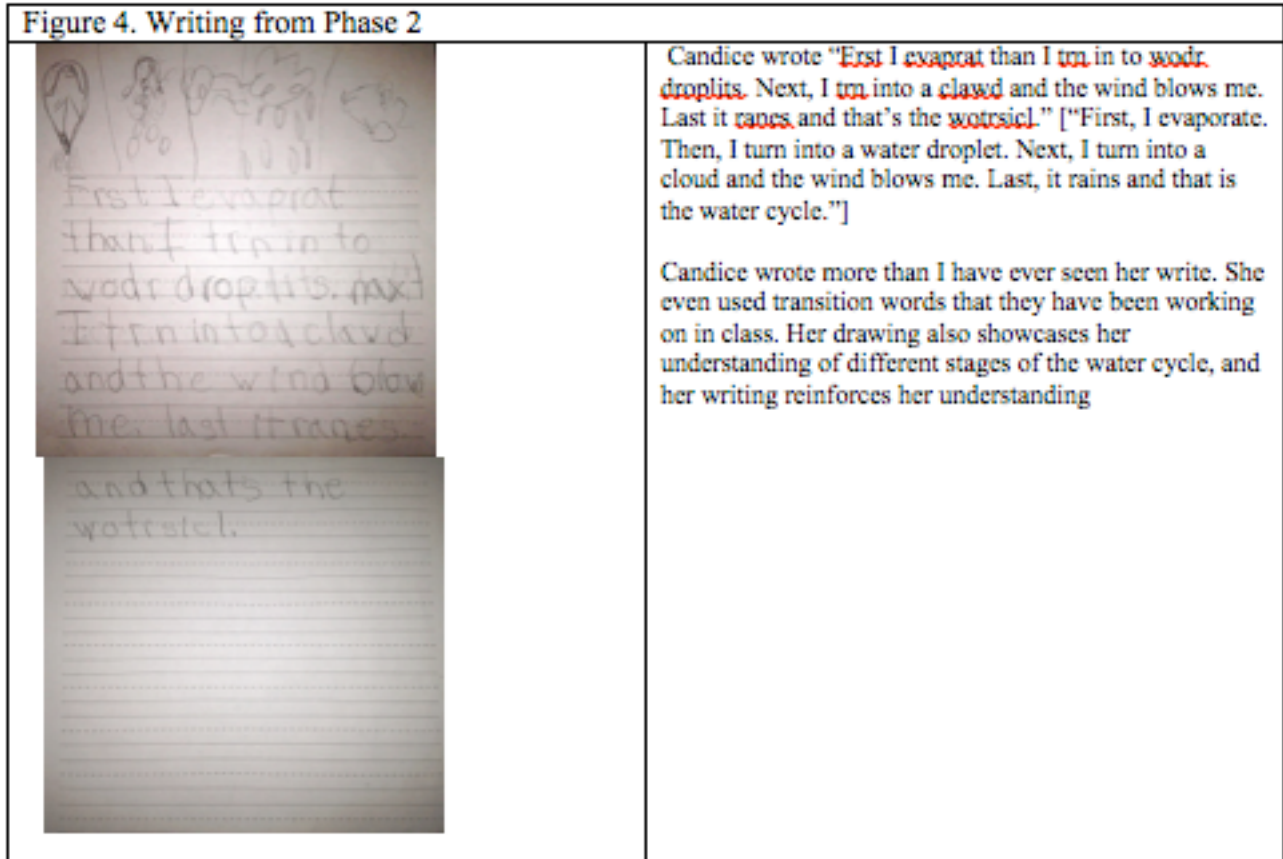 Figure 4. Writing from Phase 2
Frst I evaprat
than I trn in to
wodr droplits. naxt
I trn into a clawd
and the wind blow
me. last it ranes.
and thats the
wotrsicl.
Candice wrote “Frst I evaprat than I trn in to wodr
droplits. Next, I trn into a clawd and the wind blows me.
Last it ranes and that’s the wotrsicl.” [“First, I evaporate.
Then, I turn into a water droplet. Next, I turn into a
cloud and the wind blows me. Last, it rains and that is
the water cycle.”]
Candice wrote more than I have ever seen her write. She
even used transition words that they have been working
on in class. Her drawing also showcases her
understanding of different stages of the water cycle, and
her writing reinforces her understanding